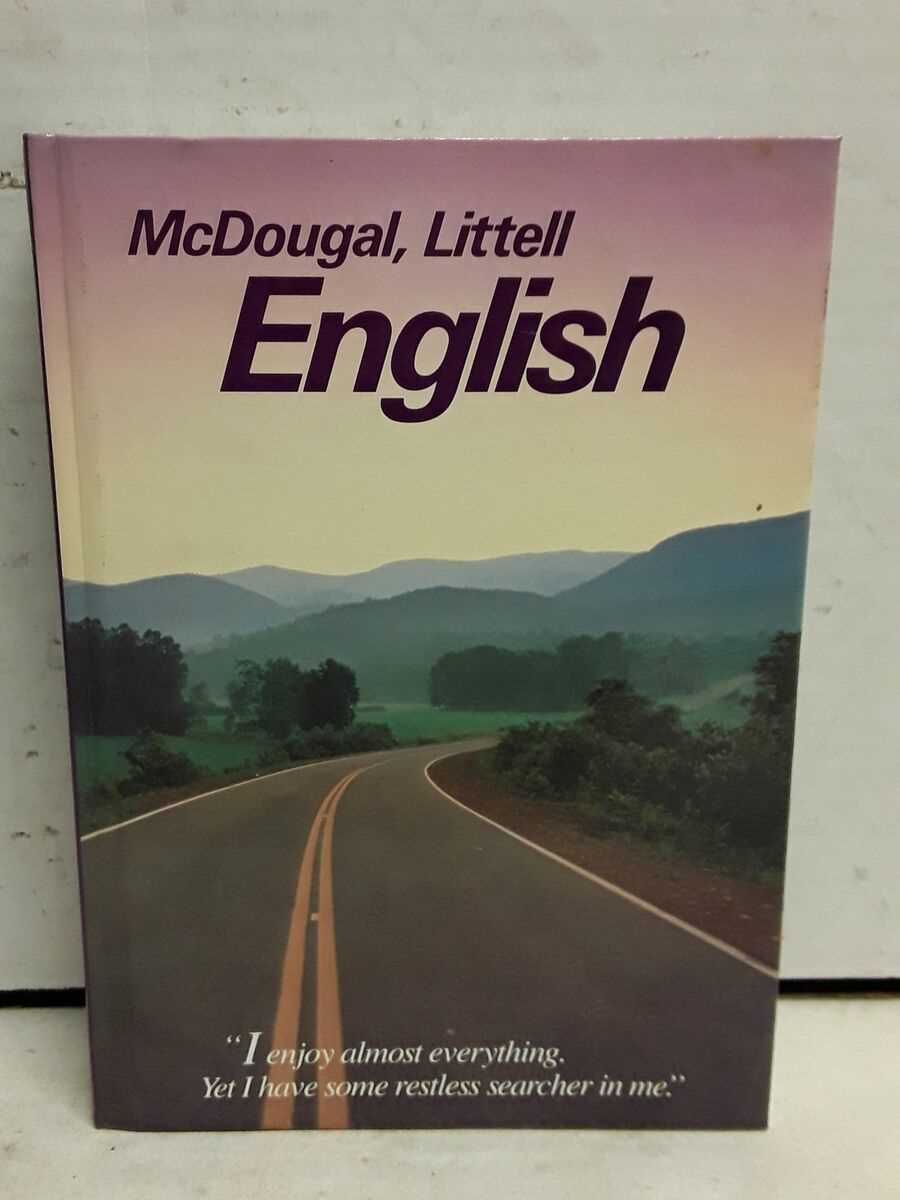 McDougal, Littell
English
“I enjoy almost everything.
Yet I have some restless searcher in me.”